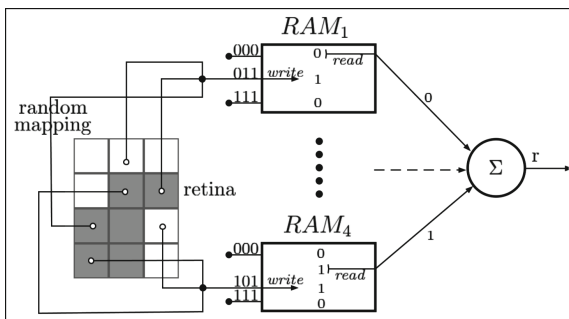 RAM₁
000
0
read
011
write
1
111
0
random
mapping
0
retina
Σ
r
RAM₄
1
000
0
1
read
101
write
1
111
0